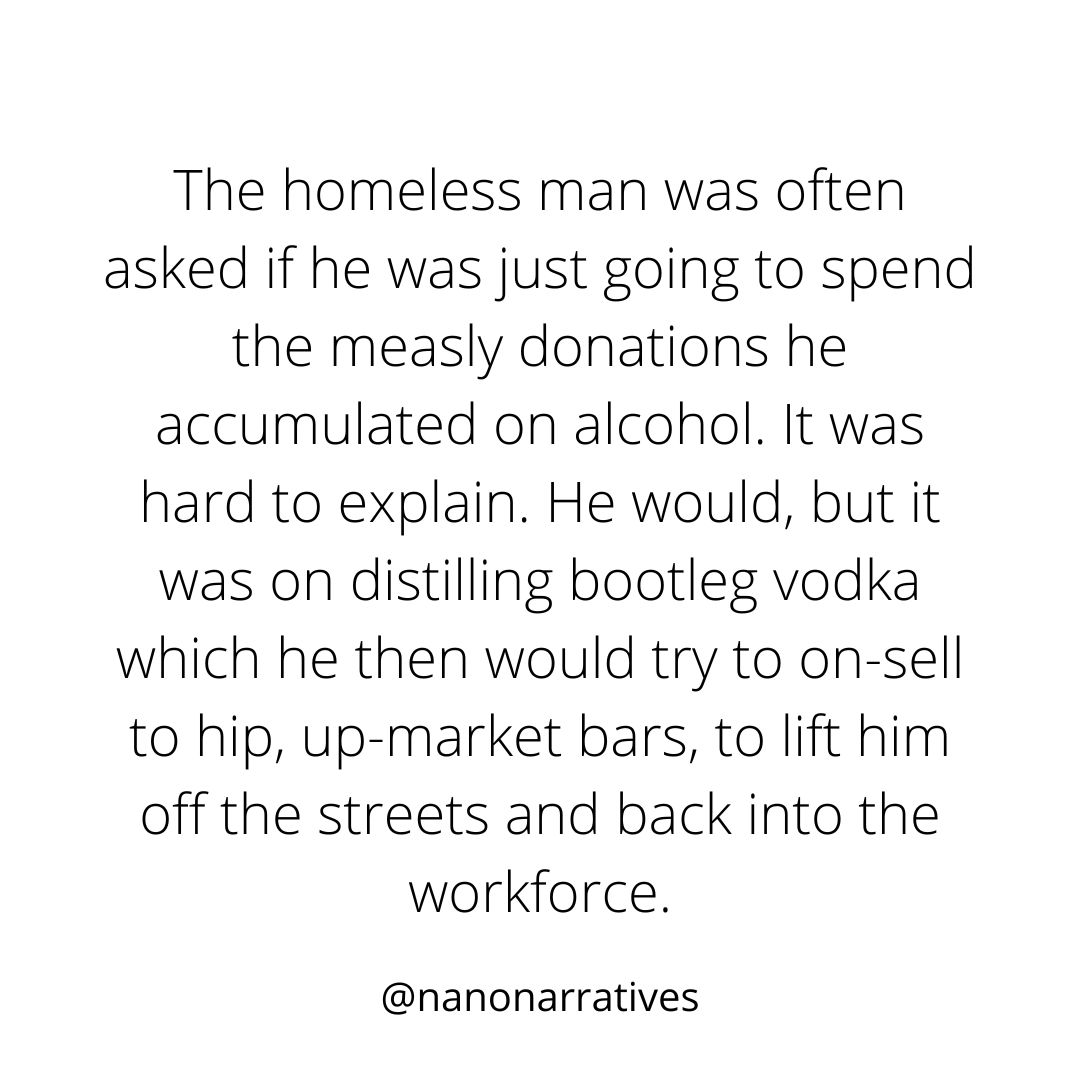 The homeless man was often
asked if he was just going to spend
the measly donations he
accumulated on alcohol. It was
hard to explain. He would, but it
was on distilling bootleg vodka
which he then would try to on-sell
to hip, up-market bars, to lift him
off the streets and back into the
workforce.
@nanonarratives